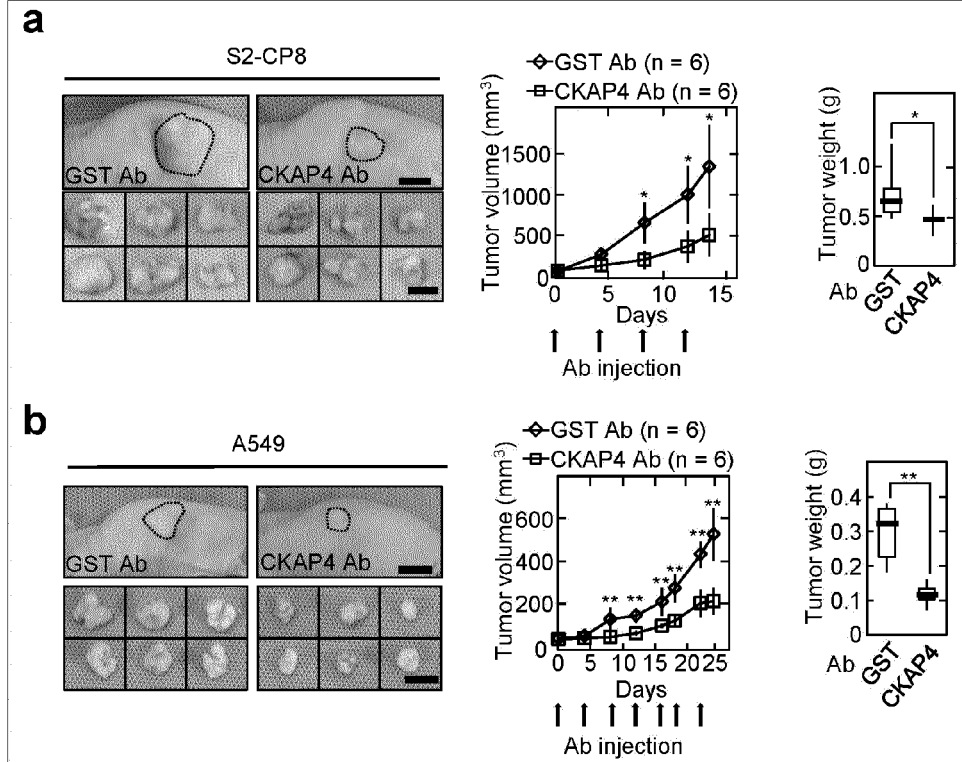 a
S2-CP8
GST Ab
CKAP4 Ab
GST Ab (n = 6)
CKAP4 Ab (n = 6)
Tumor volume (mm³)
1500
1000
500
0
* * *
0 5 10 15
Days
Ab injection
Tumor weight (g)
*
1.0
0.5
0
Ab GST CKAP4
b
A549
GST Ab
CKAP4 Ab
GST Ab (n = 6)
CKAP4 Ab (n = 6)
Tumor volume (mm³)
600
400
200
0
** ** ** ** ** **
0 5 10 15 20 25
Days
Ab injection
Tumor weight (g)
**
0.4
0.3
0.2
0.1
0
Ab GST CKAP4